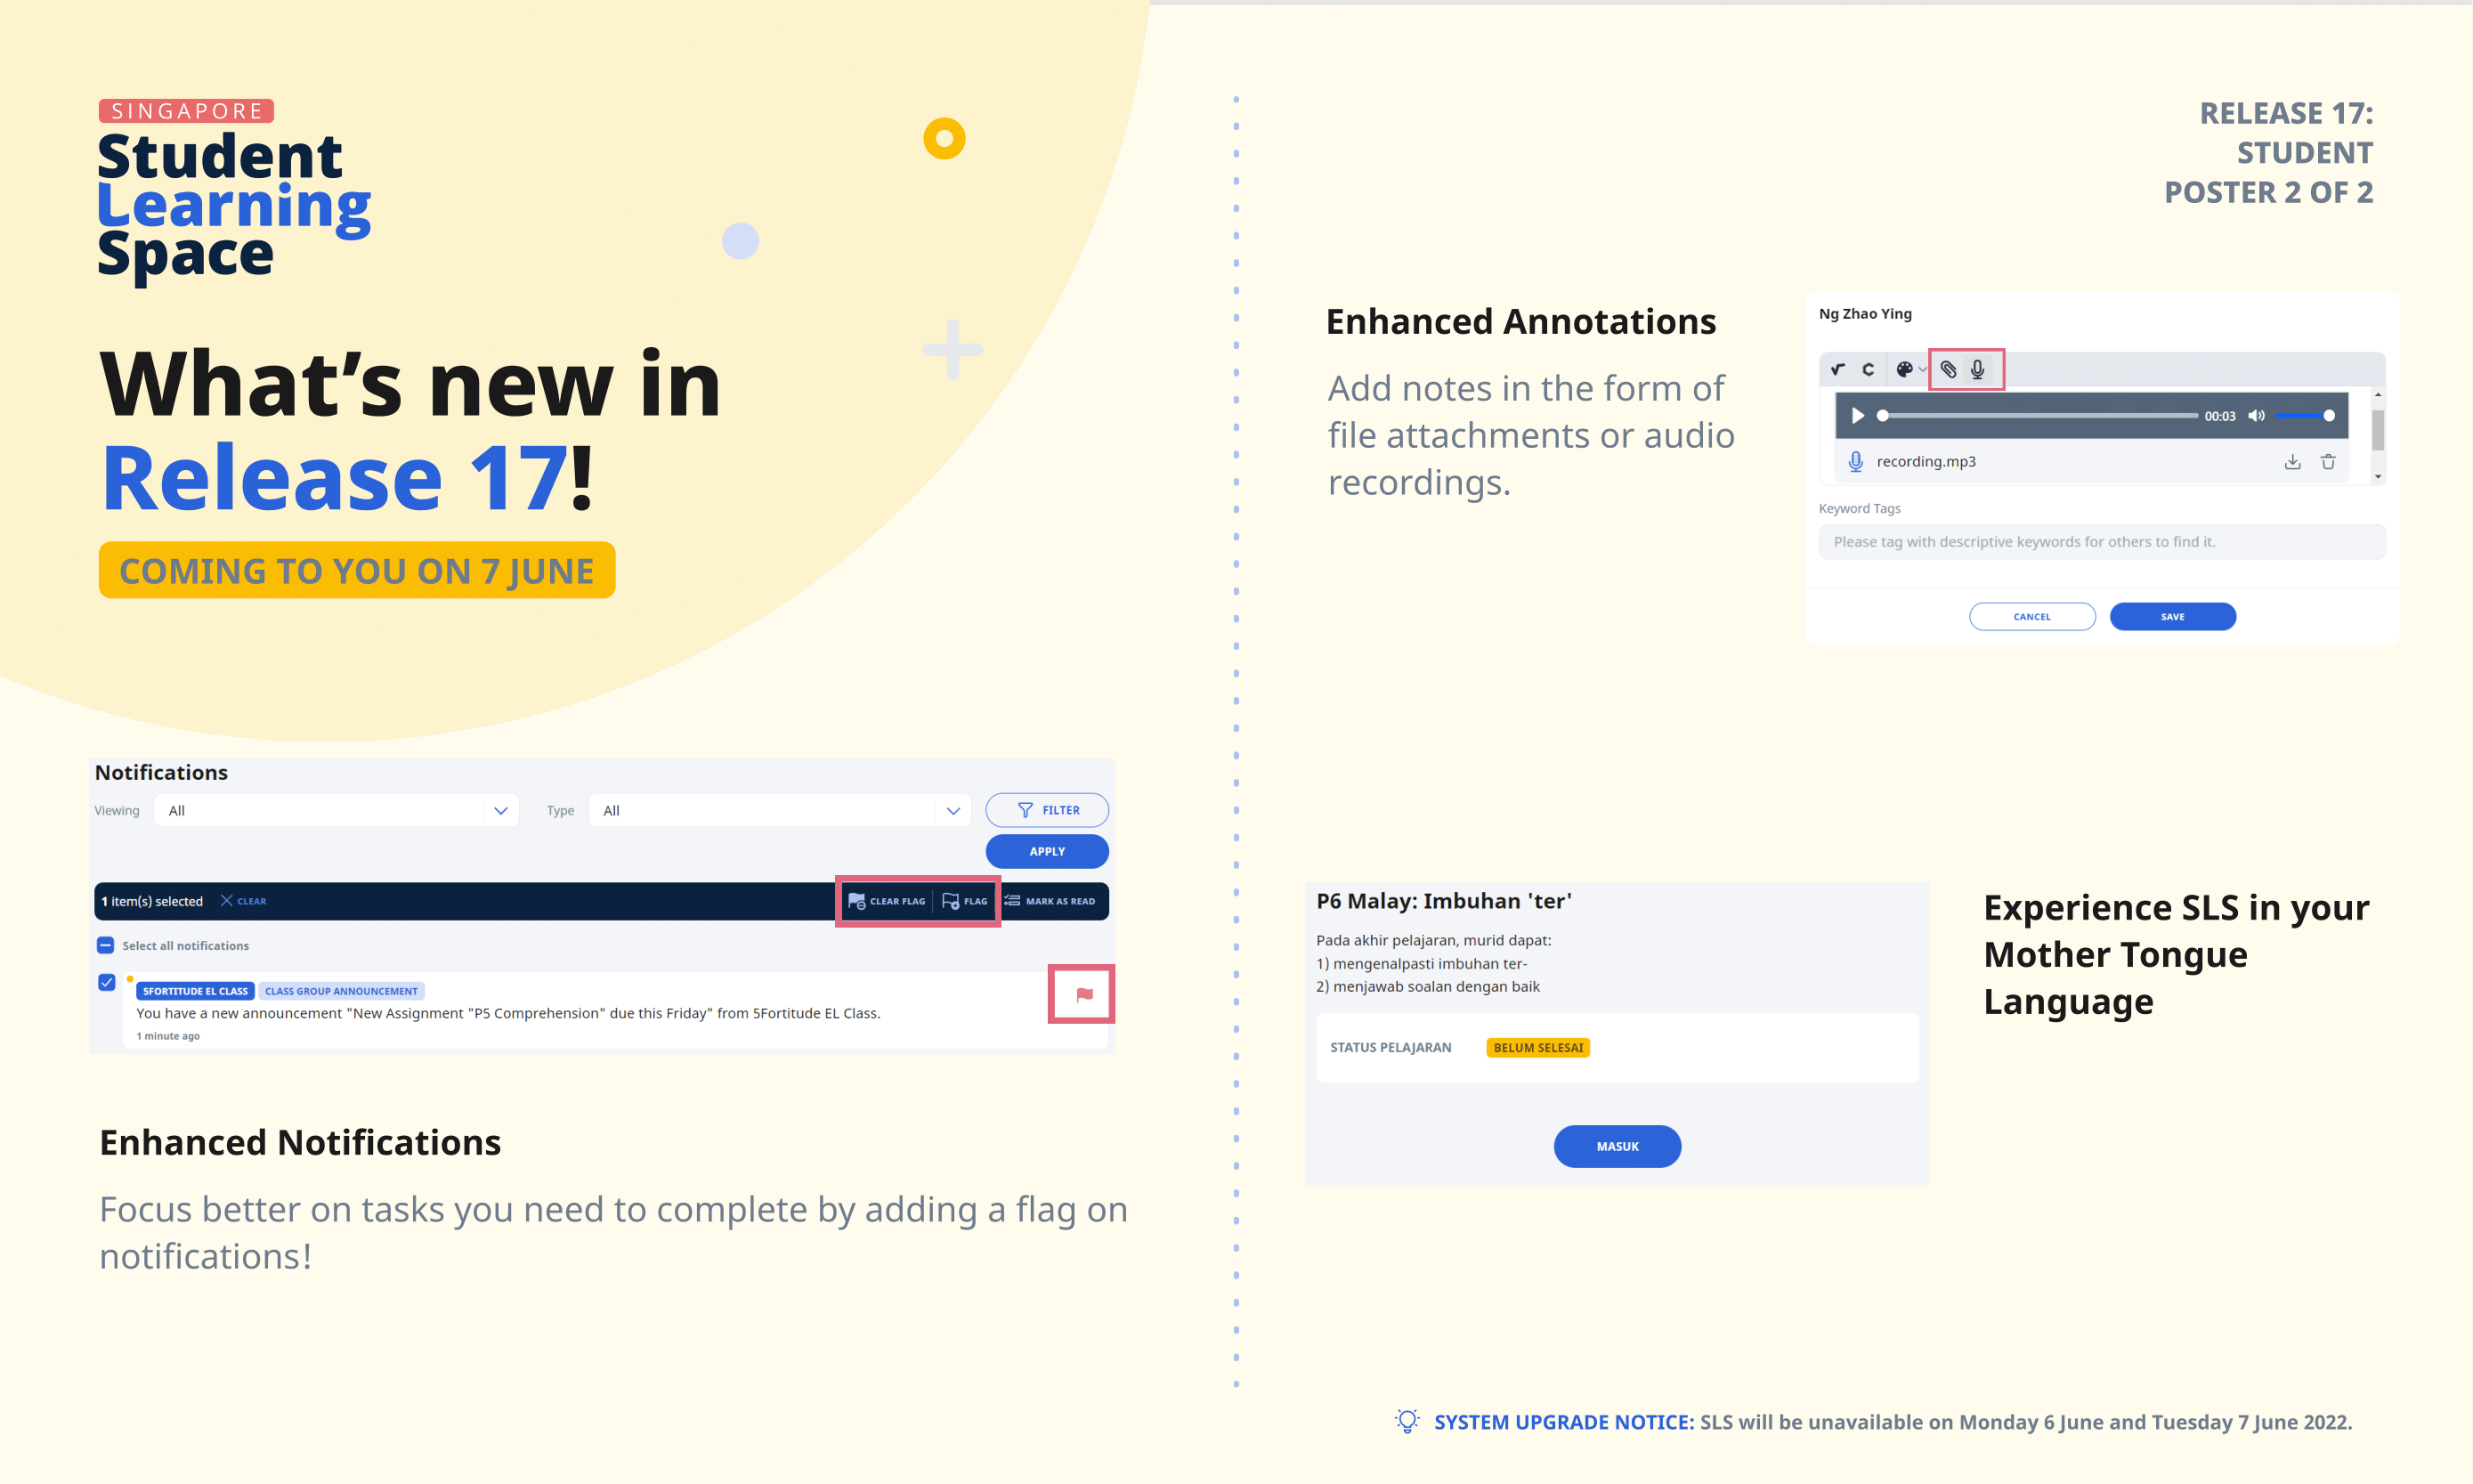 SINGAPORE
Student
Learning
Space
What’s new in
Release 17!
COMING TO YOU ON 7 JUNE
Notifications
Viewing All Type All FILTER
APPLY
1 item(s) selected CLEAR CLEAR FLAG FLAG MARK AS READ
Select all notifications
5FORTITUDE EL CLASS CLASS GROUP ANNOUNCEMENT
You have a new announcement "New Assignment "P5 Comprehension" due this Friday" from 5Fortitude EL Class.
1 minute ago
Enhanced Notifications
Focus better on tasks you need to complete by adding a flag on
notifications!
RELEASE 17:
STUDENT
POSTER 2 OF 2
Enhanced Annotations
Add notes in the form of
file attachments or audio
recordings.
Ng Zhao Ying
00:03
recording.mp3
Keyword Tags
Please tag with descriptive keywords for others to find it.
CANCEL SAVE
P6 Malay: Imbuhan 'ter'
Pada akhir pelajaran, murid dapat:
1) mengenalpasti imbuhan ter-
2) menjawab soalan dengan baik
STATUS PELAJARAN BELUM SELESAI
MASUK
Experience SLS in your
Mother Tongue
Language
SYSTEM UPGRADE NOTICE: SLS will be unavailable on Monday 6 June and Tuesday 7 June 2022.